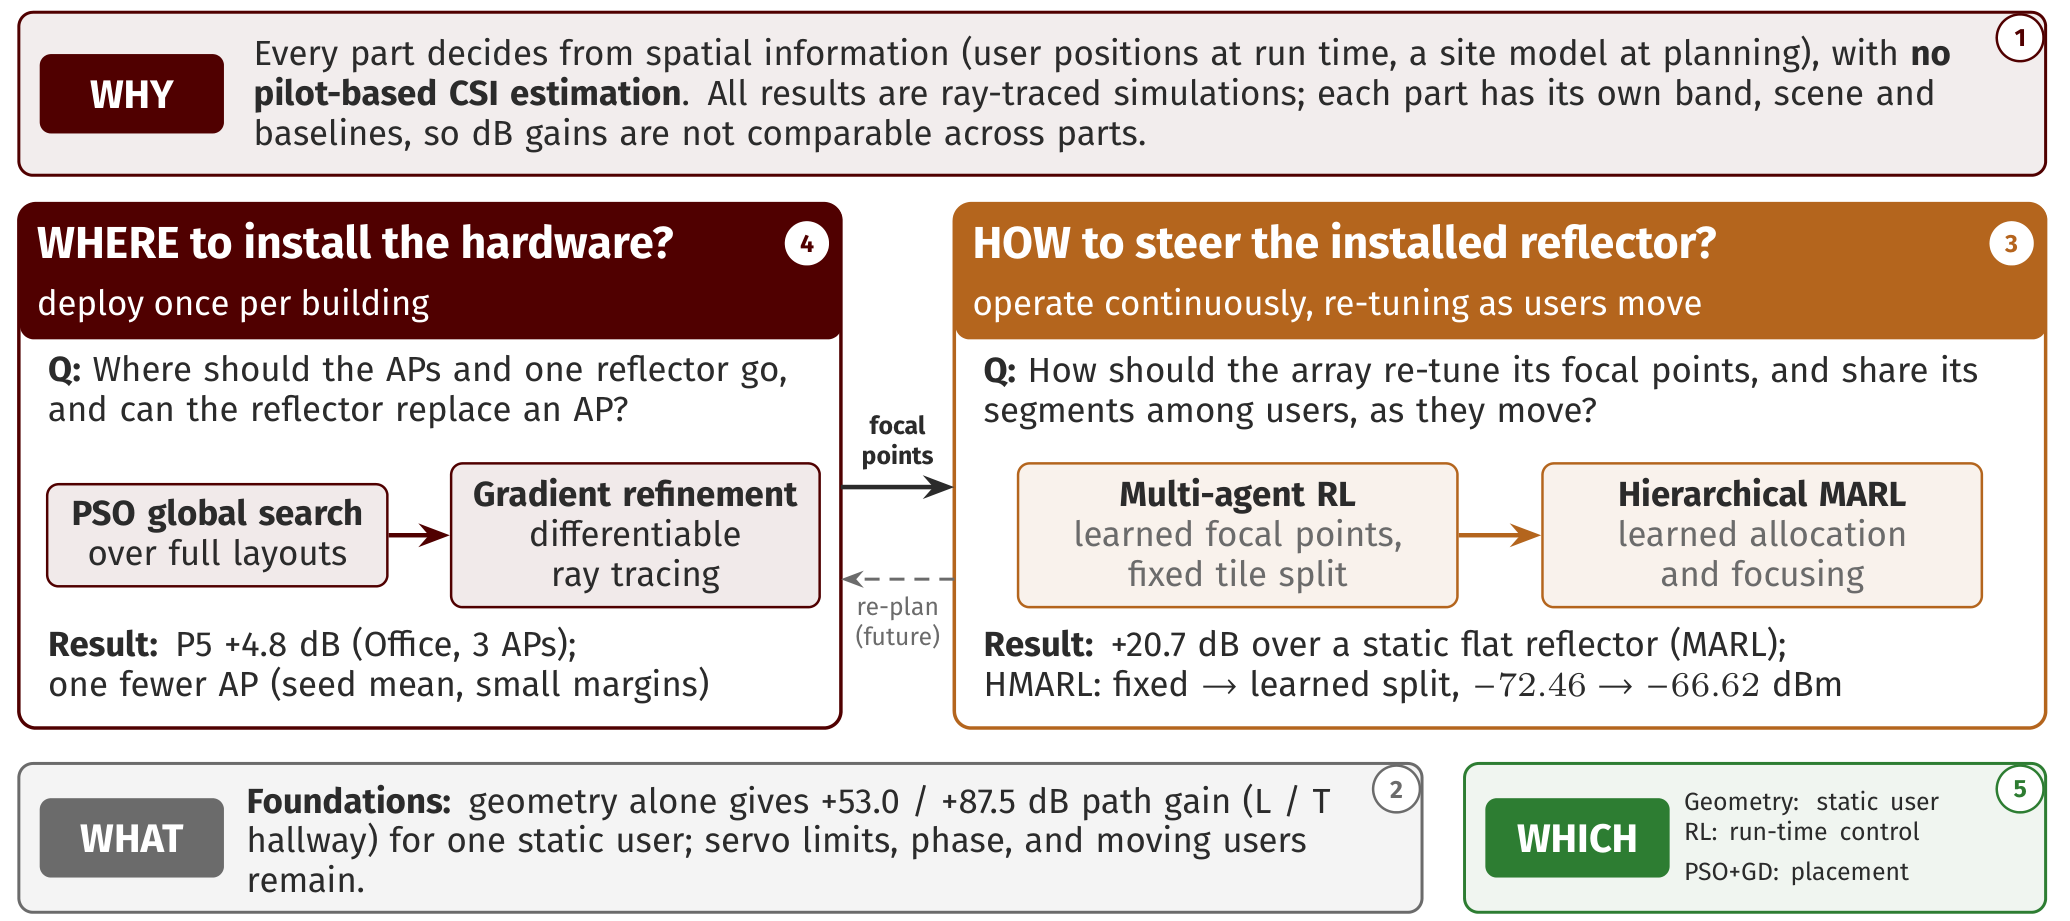 1
WHY
Every part decides from spatial information (user positions at run time, a site model at planning), with no
pilot-based CSI estimation. All results are ray-traced simulations; each part has its own band, scene and
baselines, so dB gains are not comparable across parts.
WHERE to install the hardware?
4
deploy once per building
Q: Where should the APs and one reflector go,
and can the reflector replace an AP?
PSO global search
over full layouts
Gradient refinement
differentiable
ray tracing
Result: P5 +4.8 dB (Office, 3 APs);
one fewer AP (seed mean, small margins)
focal
points
re-plan
(future)
HOW to steer the installed reflector?
3
operate continuously, re-tuning as users move
Q: How should the array re-tune its focal points, and share its
segments among users, as they move?
Multi-agent RL
learned focal points,
fixed tile split
Hierarchical MARL
learned allocation
and focusing
Result: +20.7 dB over a static flat reflector (MARL);
HMARL: fixed → learned split, −72.46 → −66.62 dBm
2
WHAT
Foundations: geometry alone gives +53.0 / +87.5 dB path gain (L / T
hallway) for one static user; servo limits, phase, and moving users
remain.
5
WHICH
Geometry: static user
RL: run-time control
PSO+GD: placement